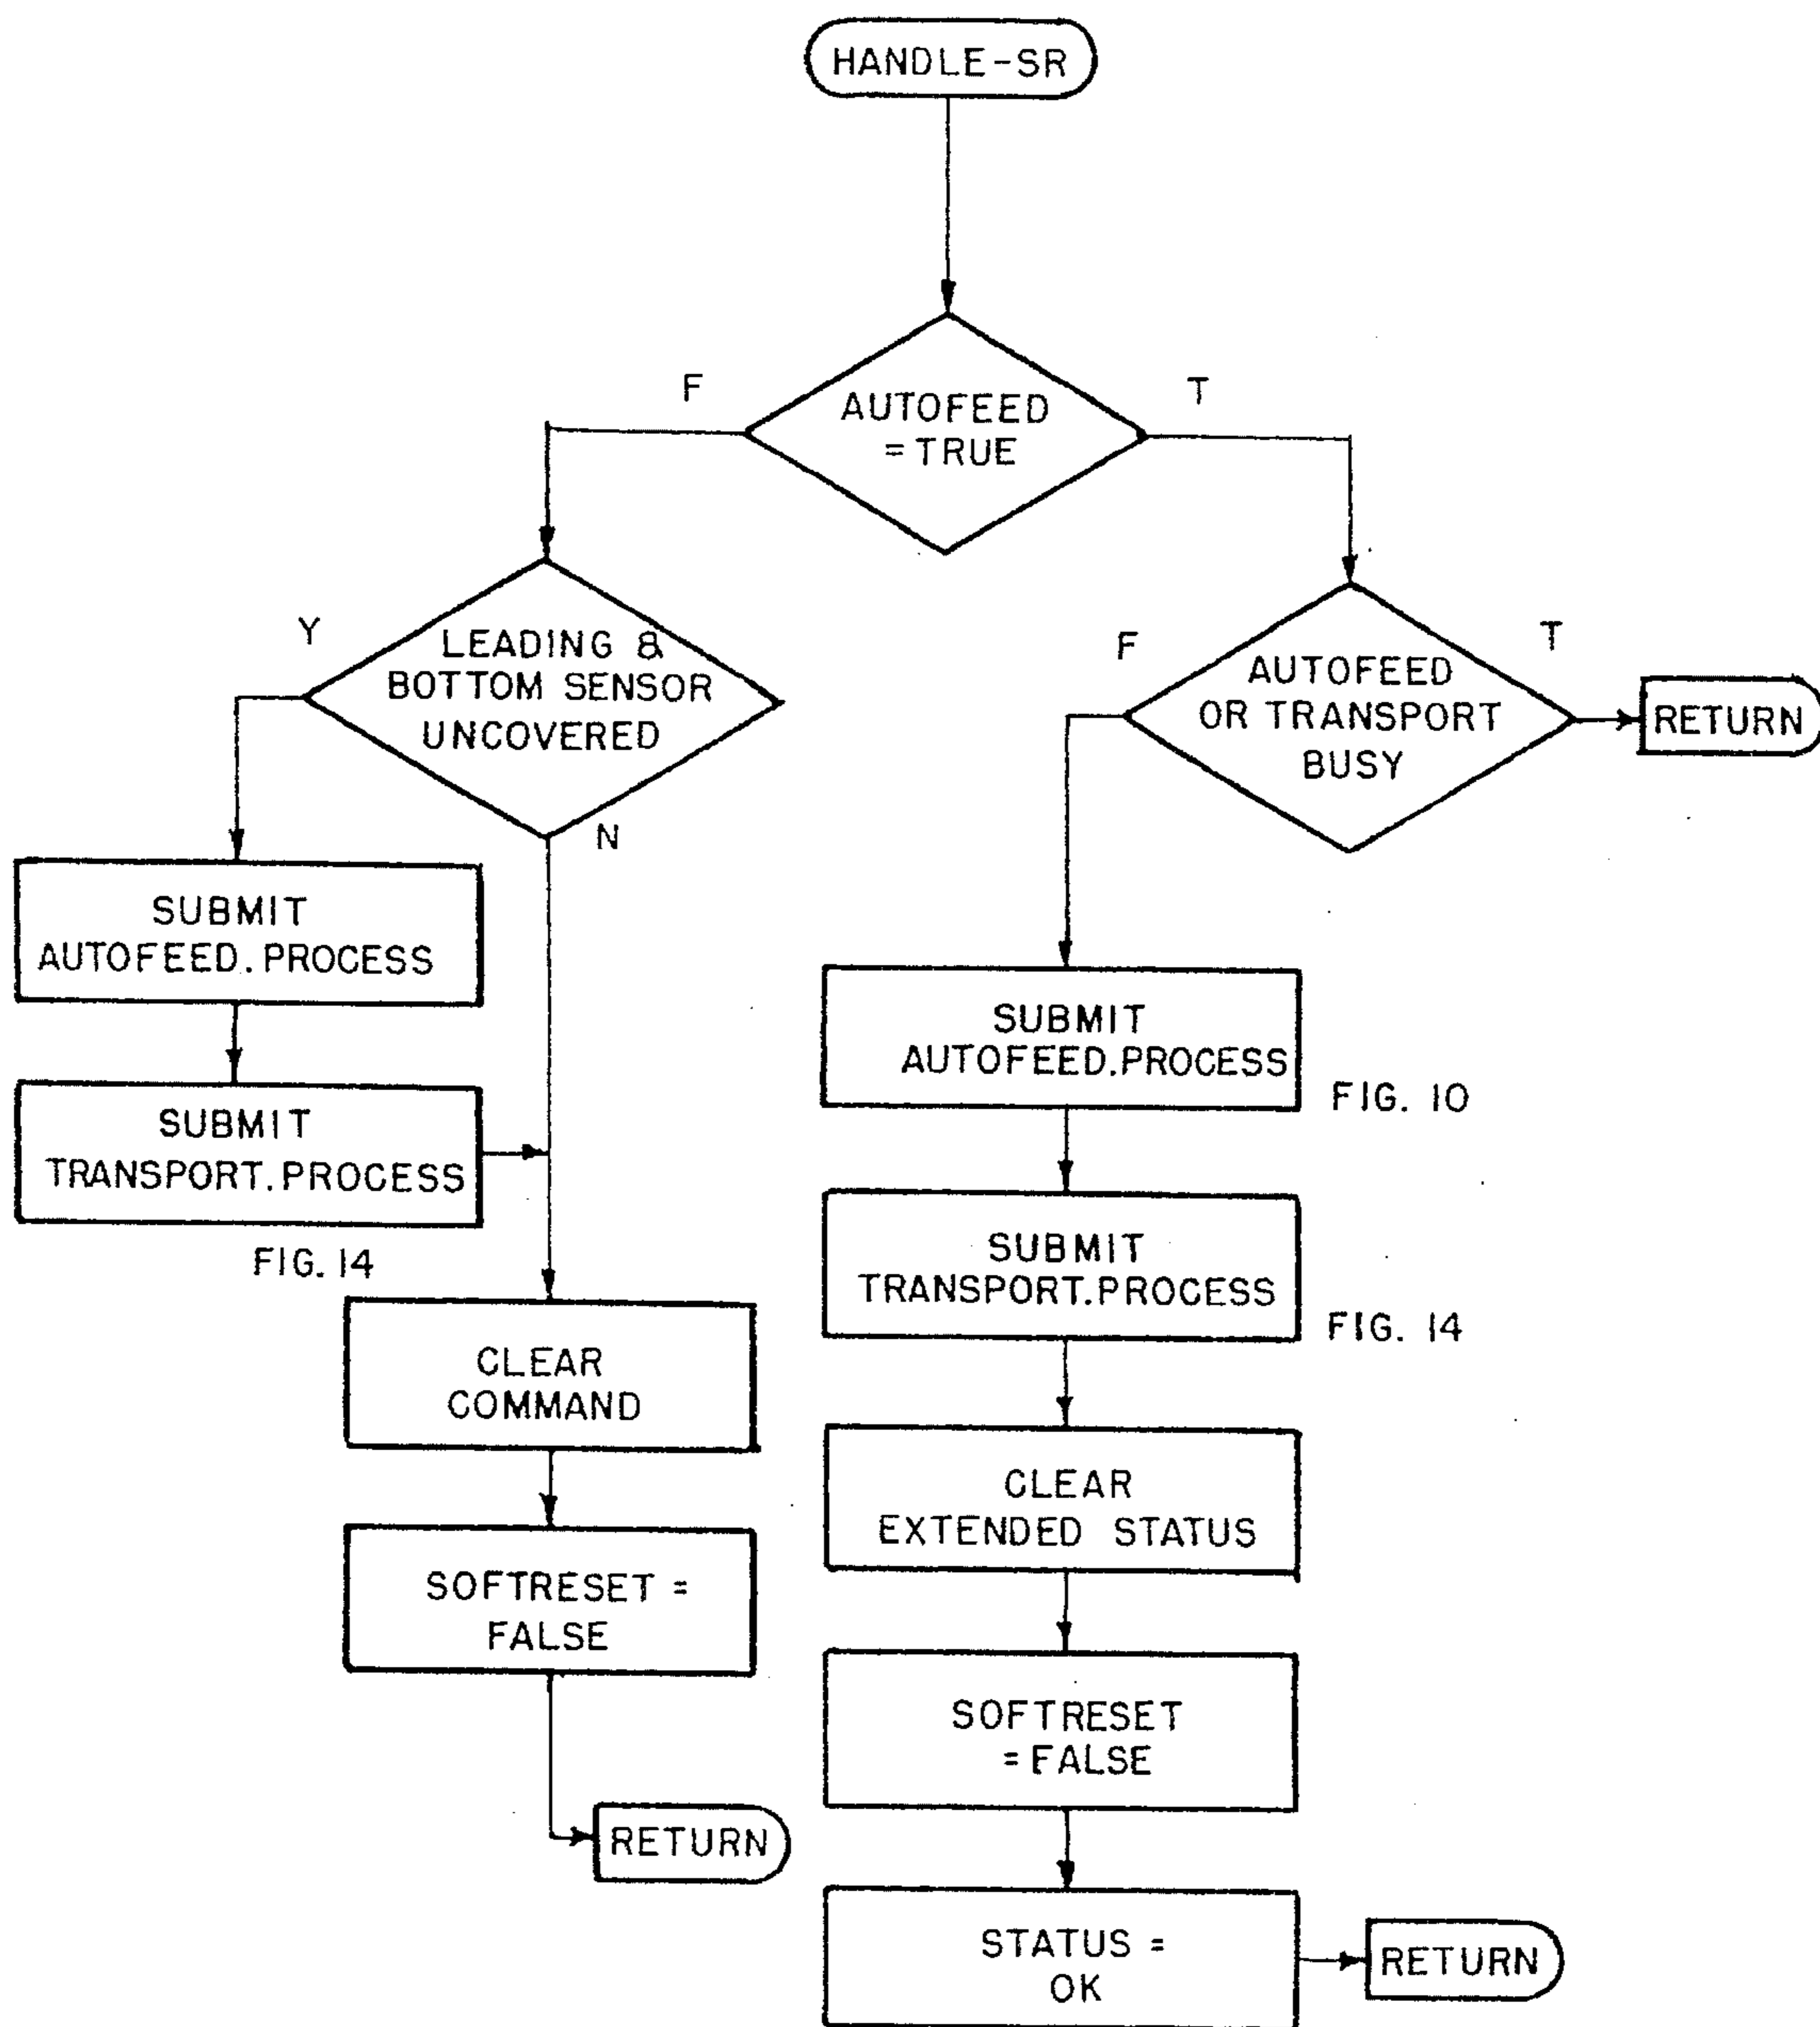 HANDLE-SR
AUTOFEED
= TRUE
F
T
LEADING &
BOTTOM SENSOR
UNCOVERED
Y
N
AUTOFEED
OR TRANSPORT
BUSY
F
T
RETURN
SUBMIT
AUTOFEED.PROCESS
SUBMIT
TRANSPORT.PROCESS
FIG. 14
CLEAR
COMMAND
SOFTRESET =
FALSE
RETURN
SUBMIT
AUTOFEED.PROCESS
FIG. 10
SUBMIT
TRANSPORT.PROCESS
FIG. 14
CLEAR
EXTENDED STATUS
SOFTRESET
= FALSE
STATUS =
OK
RETURN